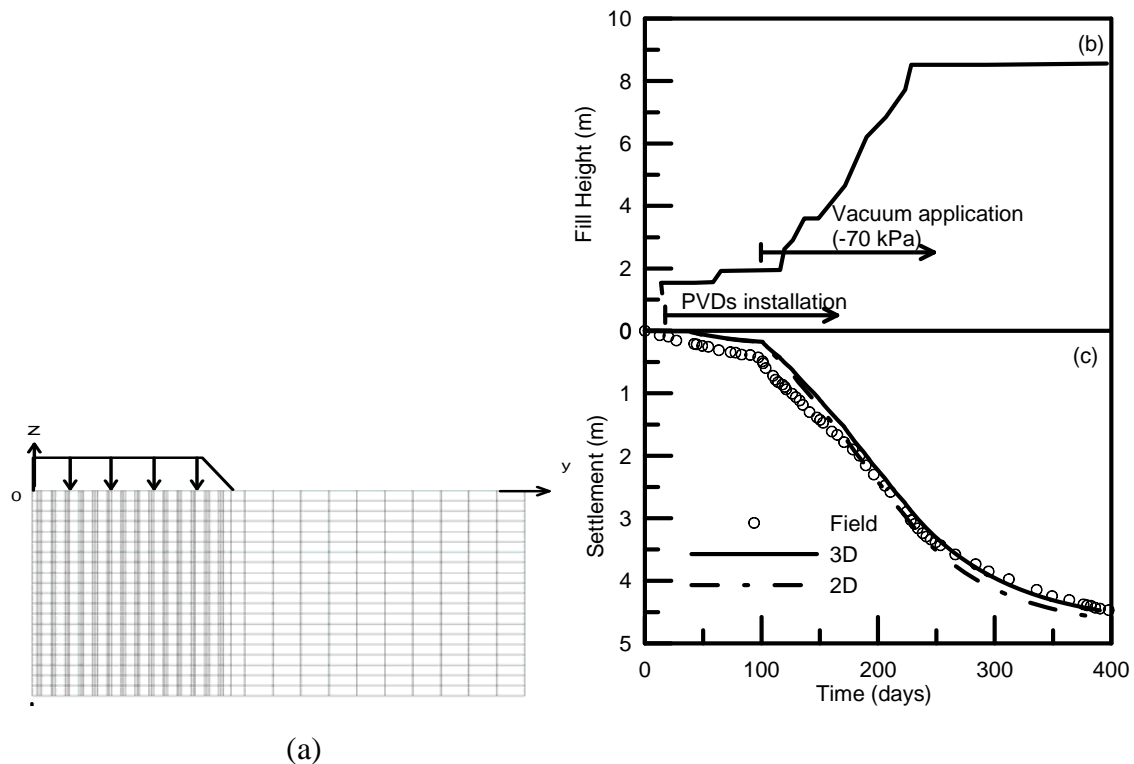 Z
O
y
(a)
10
8
6
4
2
0
Fill Height (m)
(b)
Vacuum application
(-70 kPa)
PVDs installation
0
1
2
3
4
5
Settlement (m)
(c)
Field
3D
2D
0
100
200
300
400
Time (days)